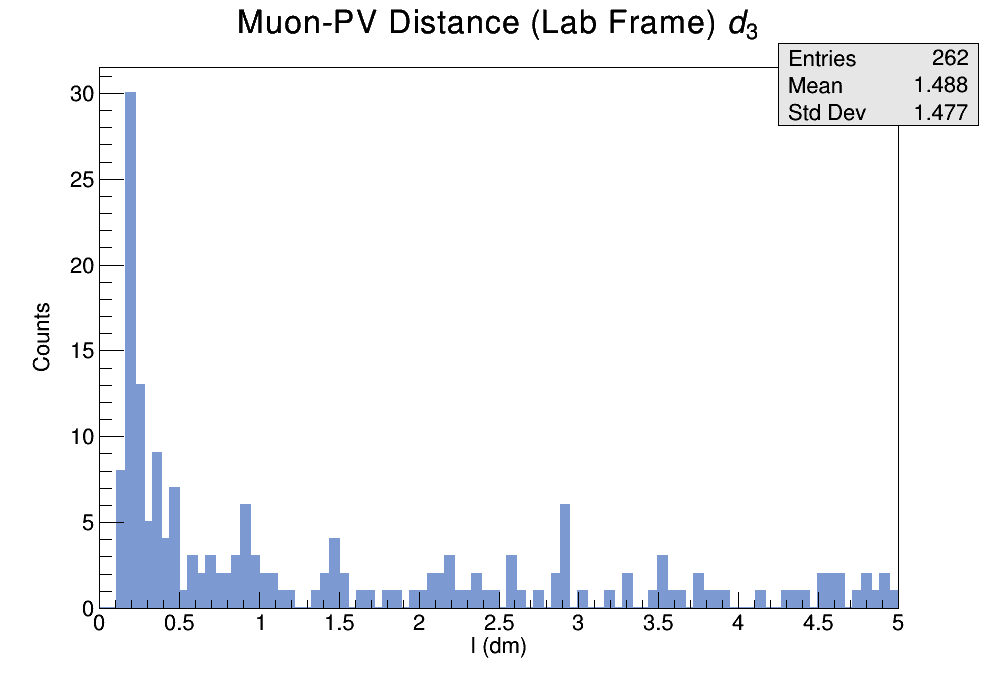 Muon-PV Distance (Lab Frame) d₃
Entries 262
Mean 1.488
Std Dev 1.477
30
25
20
15
10
5
0
Counts
0 0.5 1 1.5 2 2.5 3 3.5 4 4.5 5
l (dm)